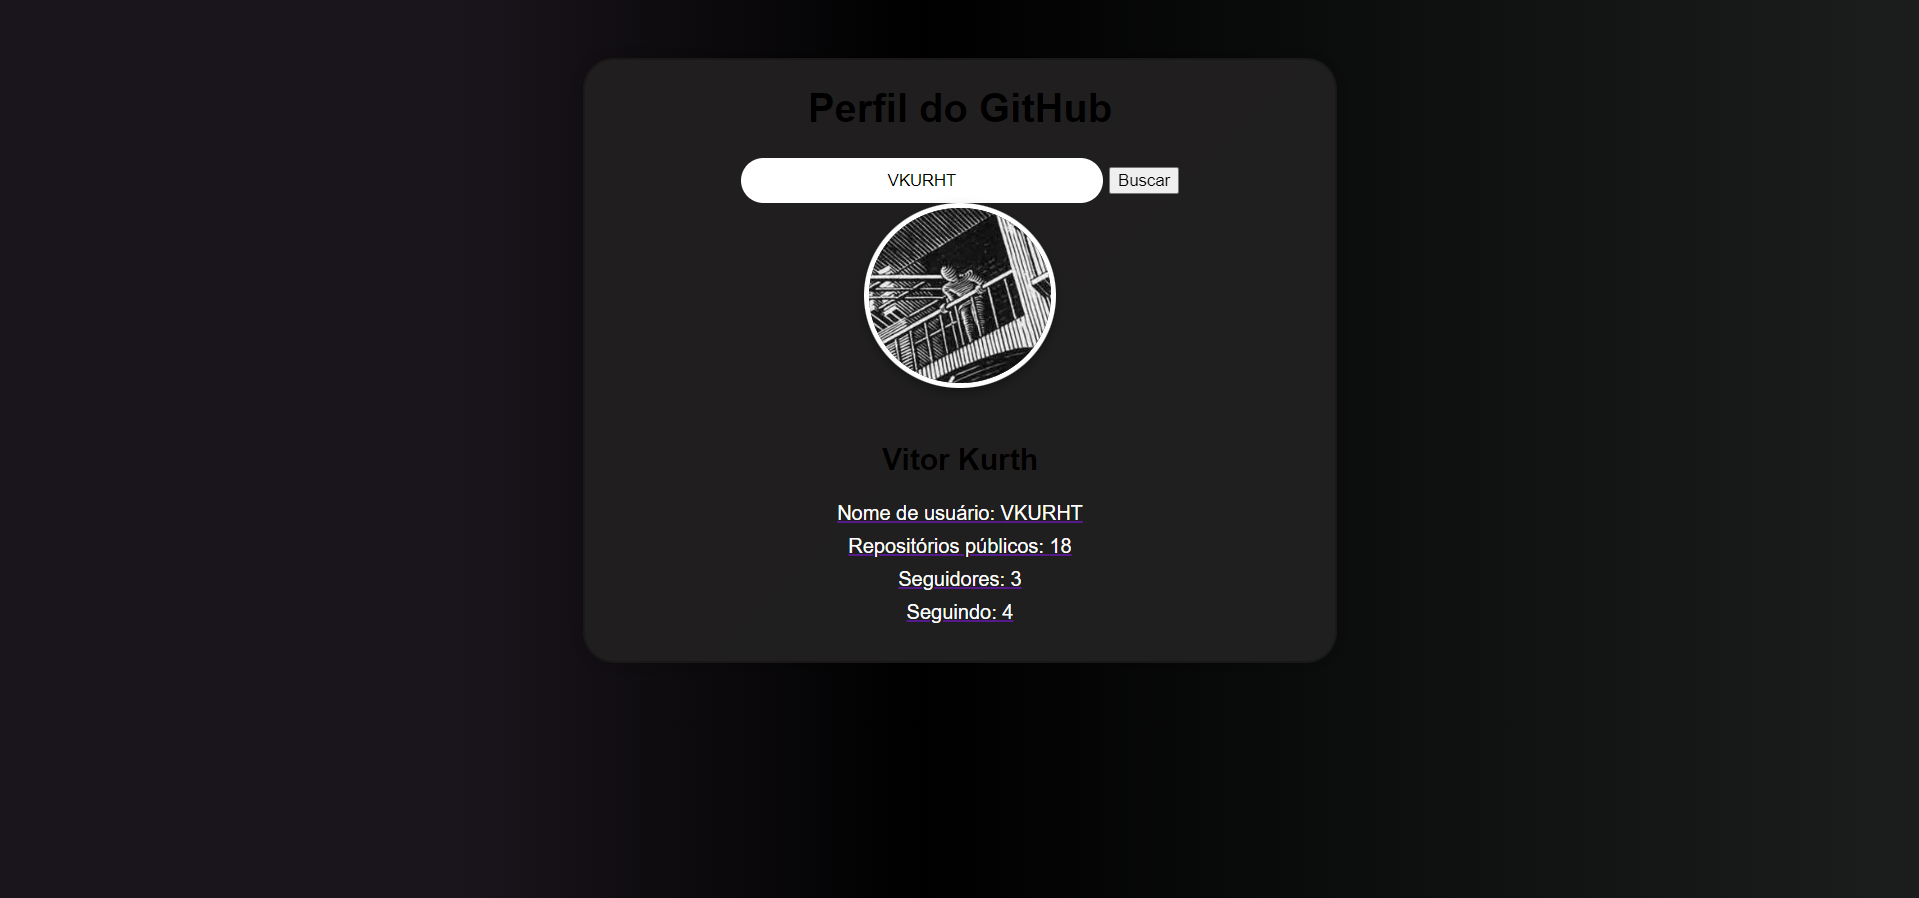 Perfil do GitHub
VKURHT Buscar
Vitor Kurth
Nome de usuário: VKURHT
Repositórios públicos: 18
Seguidores: 3
Seguindo: 4